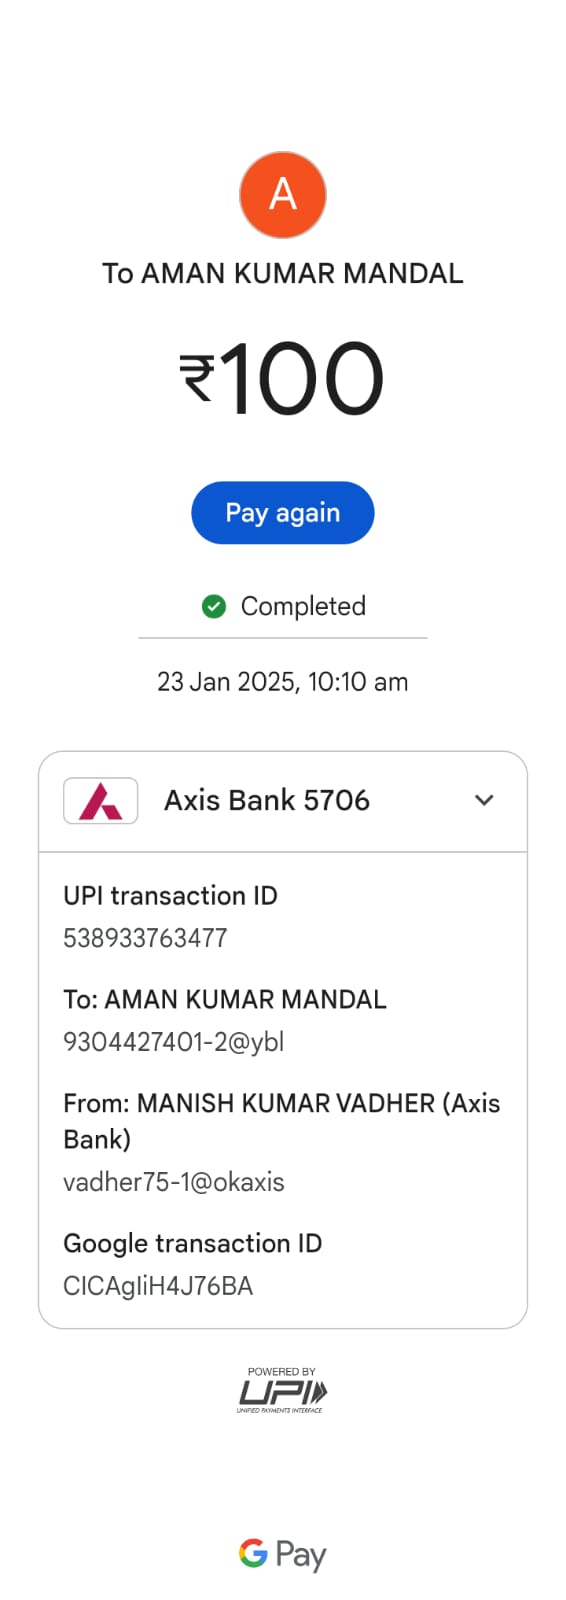 A
To AMAN KUMAR MANDAL
₹100
Pay again
Completed
23 Jan 2025, 10:10 am
Axis Bank 5706
UPI transaction ID
538933763477
To: AMAN KUMAR MANDAL
9304427401-2@ybl
From: MANISH KUMAR VADHER (Axis
Bank)
vadher75-1@okaxis
Google transaction ID
CICAgIiH4J76BA
POWERED BY
UPI
UNIFIED PAYMENTS INTERFACE
G Pay